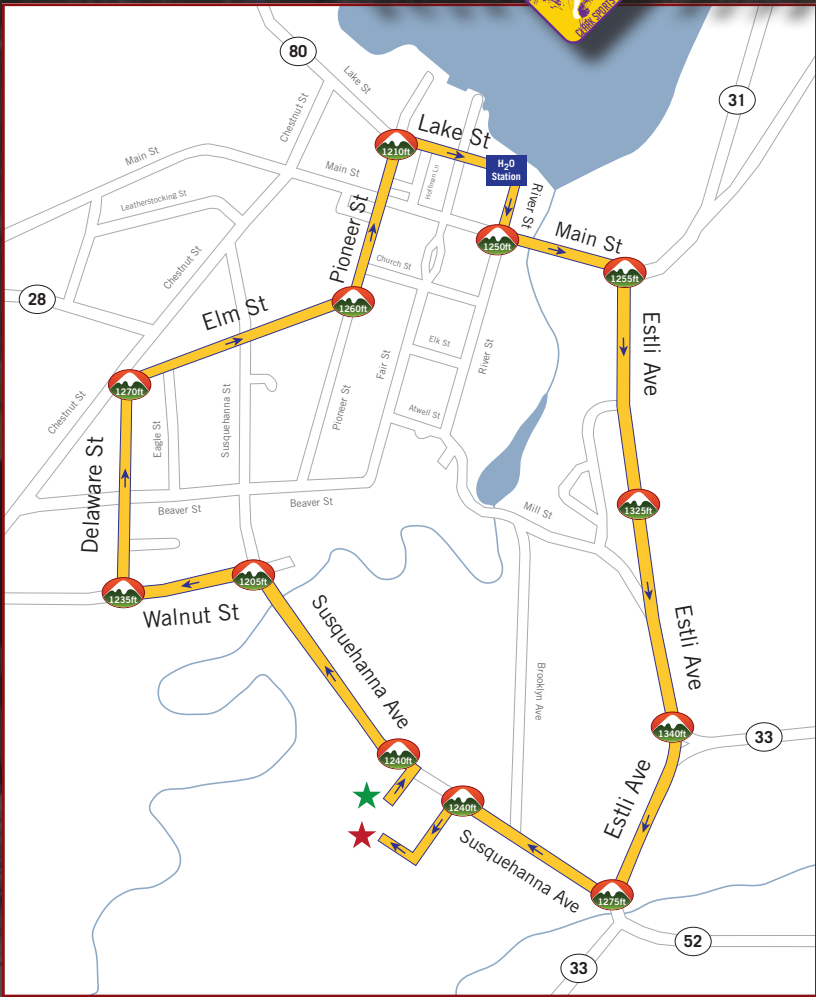 CLARK SPORTS
80
Lake St
31
Chestnut St
Lake St
1210ft
H2O
Station
Main St
Main St
Hoffman Ln
Leatherstocking St
River St
Pioneer St
1250ft
Main St
1255ft
Chestnut St
Church St
28
1260ft
Elm St
Estli Ave
Elk St
River St
Fair St
1270ft
Chestnut St
Eagle St
Susquehanna St
Pioneer St
Atwell St
Delaware St
Beaver St
Beaver St
1325ft
Mill St
1205ft
1235ft
Walnut St
Susquehanna Ave
Estli Ave
Brooklyn Ave
1340ft
33
1240ft
1240ft
Estli Ave
Susquehanna Ave
1275ft
52
33